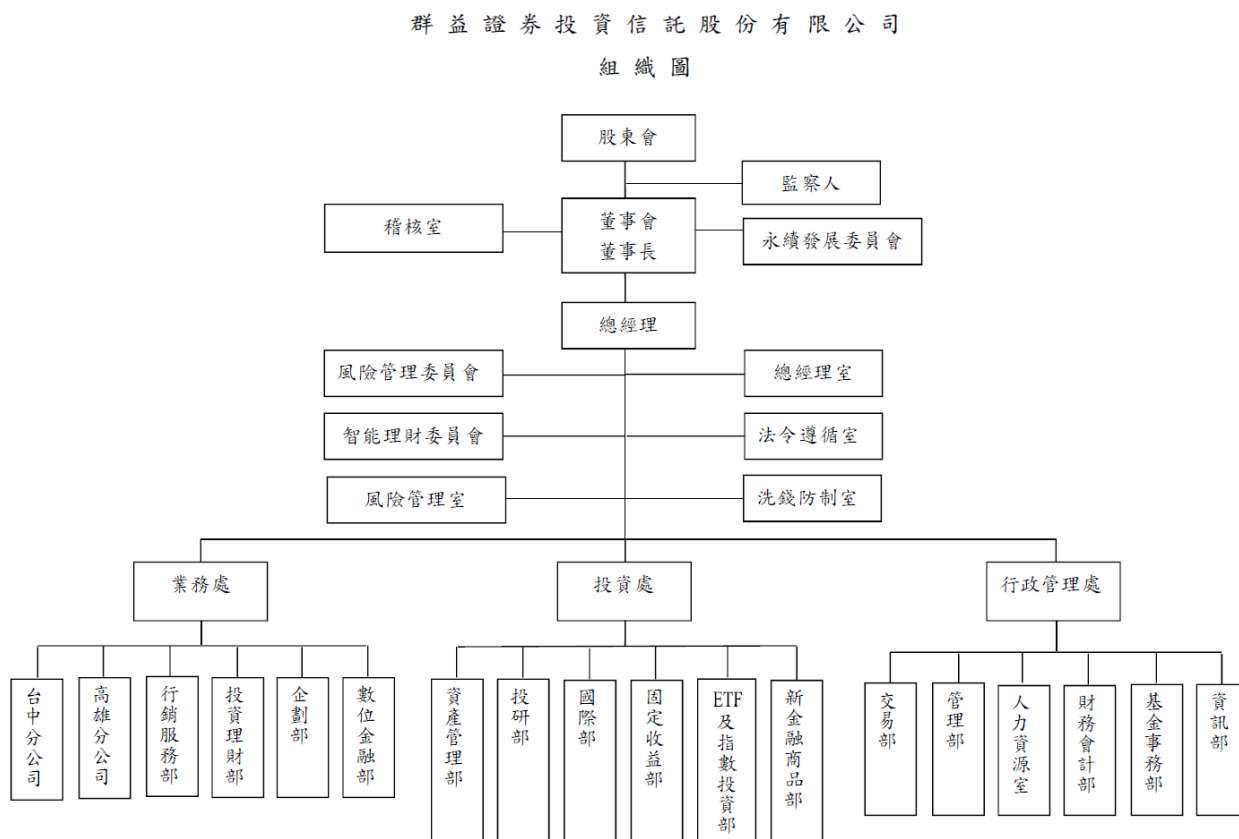 群益證券投資信託股份有限公司
組織圖
股東會
監察人
稽核室
董事會
董事長
永續發展委員會
總經理
風險管理委員會
總經理室
智能理財委員會
法令遵循室
風險管理室
洗錢防制室
業務處
投資處
行政管理處
台中分公司
高雄分公司
行銷服務部
投資理財部
企劃部
數位金融部
資產管理部
投研部
國際部
固定收益部
ETF及指數投資部
新金融商品部
交易部
管理部
人力資源室
財務會計部
基金事務部
資訊部